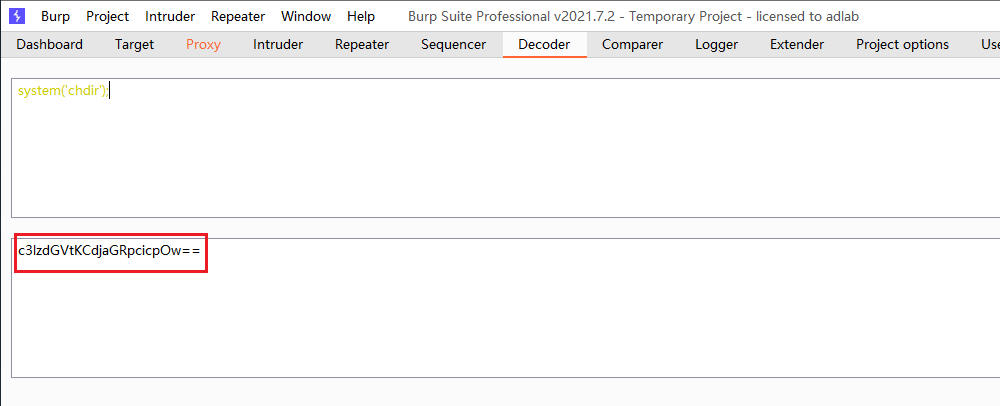 Burp Project Intruder Repeater Window Help Burp Suite Professional v2021.7.2 - Temporary Project - licensed to adlab
Dashboard Target Proxy Intruder Repeater Sequencer Decoder Comparer Logger Extender Project options Use
system('chdir');
c3lzdGVtKCdjaGRpcicpOw==